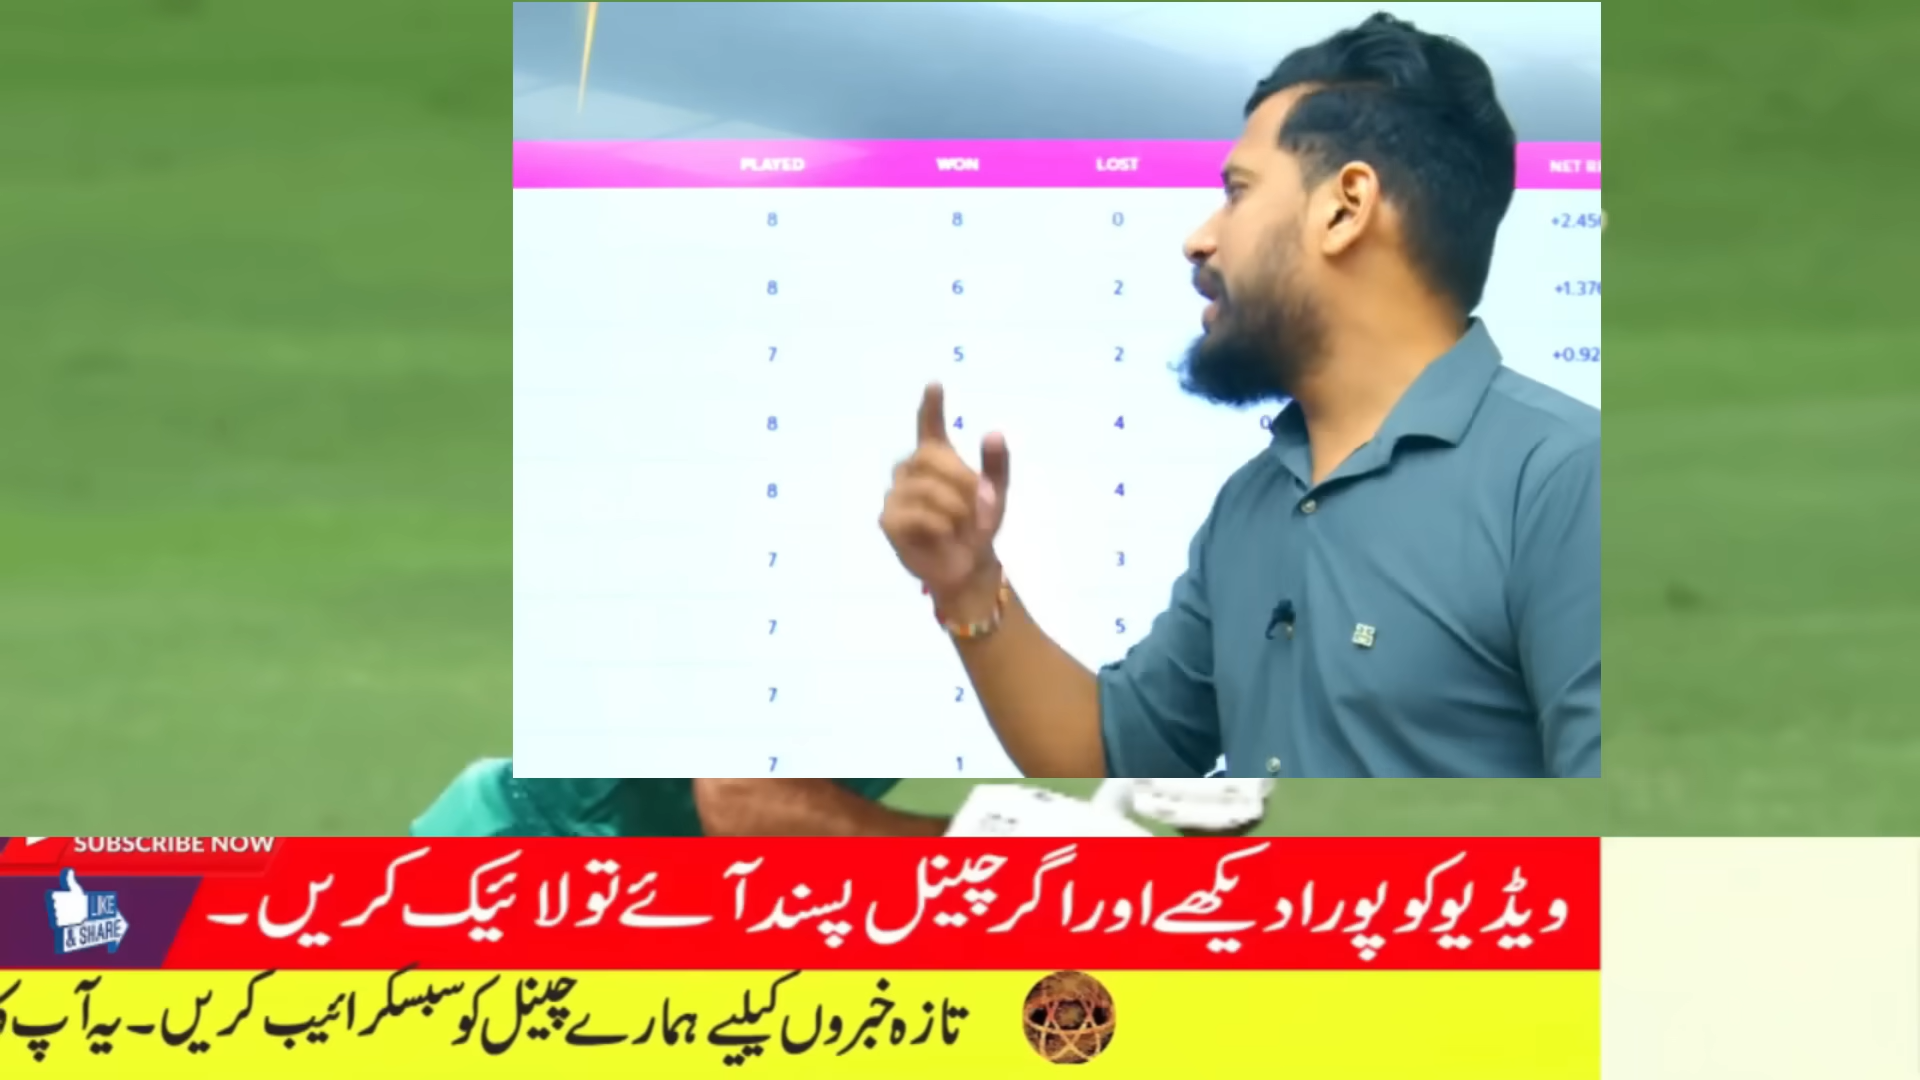 PLAYED WON LOST NET R
8 8 0 +2.45
8 6 2 +1.37
7 5 2 +0.92
8 4 4 0
8 4
7 3
7 5
7 2
7 1
SUBSCRIBE NOW
LIKE
& SHARE
ویڈیو کو پورا دیکھے اور اگر چینل پسند آئے تو لائیک کریں۔
تازہ خبروں کیلیے ہمارے چینل کو سبسکرائیب کریں۔ یہ آپ